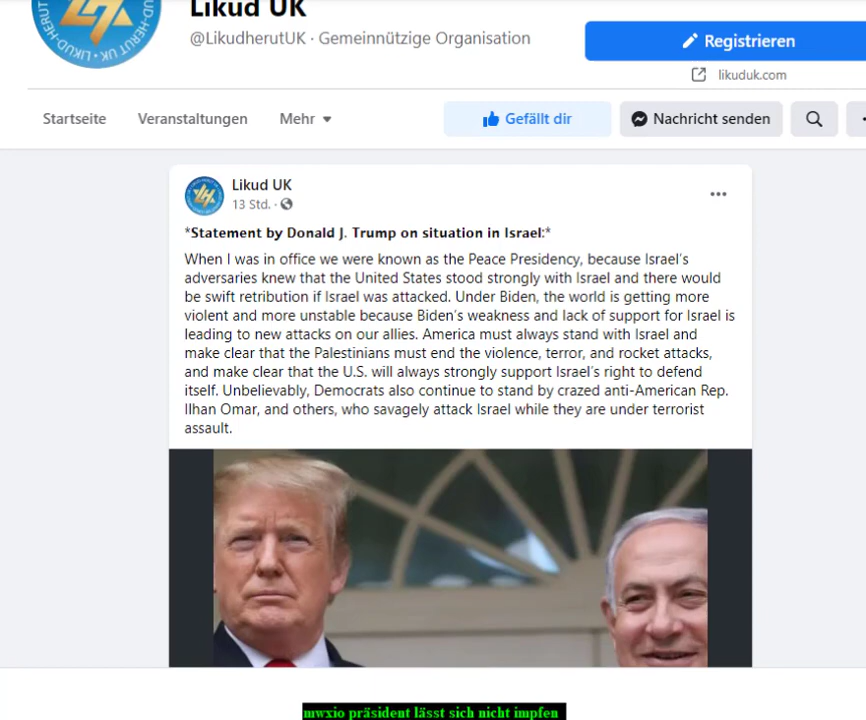 Likud UK
@LikudherutUK · Gemeinnützige Organisation
Registrieren
likuduk.com
Startseite
Veranstaltungen
Mehr
Gefällt dir
Nachricht senden
Likud UK
13 Std. ·
*Statement by Donald J. Trump on situation in Israel:*
When I was in office we were known as the Peace Presidency, because Israel's
adversaries knew that the United States stood strongly with Israel and there would
be swift retribution if Israel was attacked. Under Biden, the world is getting more
violent and more unstable because Biden's weakness and lack of support for Israel is
leading to new attacks on our allies. America must always stand with Israel and
make clear that the Palestinians must end the violence, terror, and rocket attacks,
and make clear that the U.S. will always strongly support Israel's right to defend
itself. Unbelievably, Democrats also continue to stand by crazed anti-American Rep.
Ilhan Omar, and others, who savagely attack Israel while they are under terrorist
assault.
mwxio präsident lässt sich nicht impfen